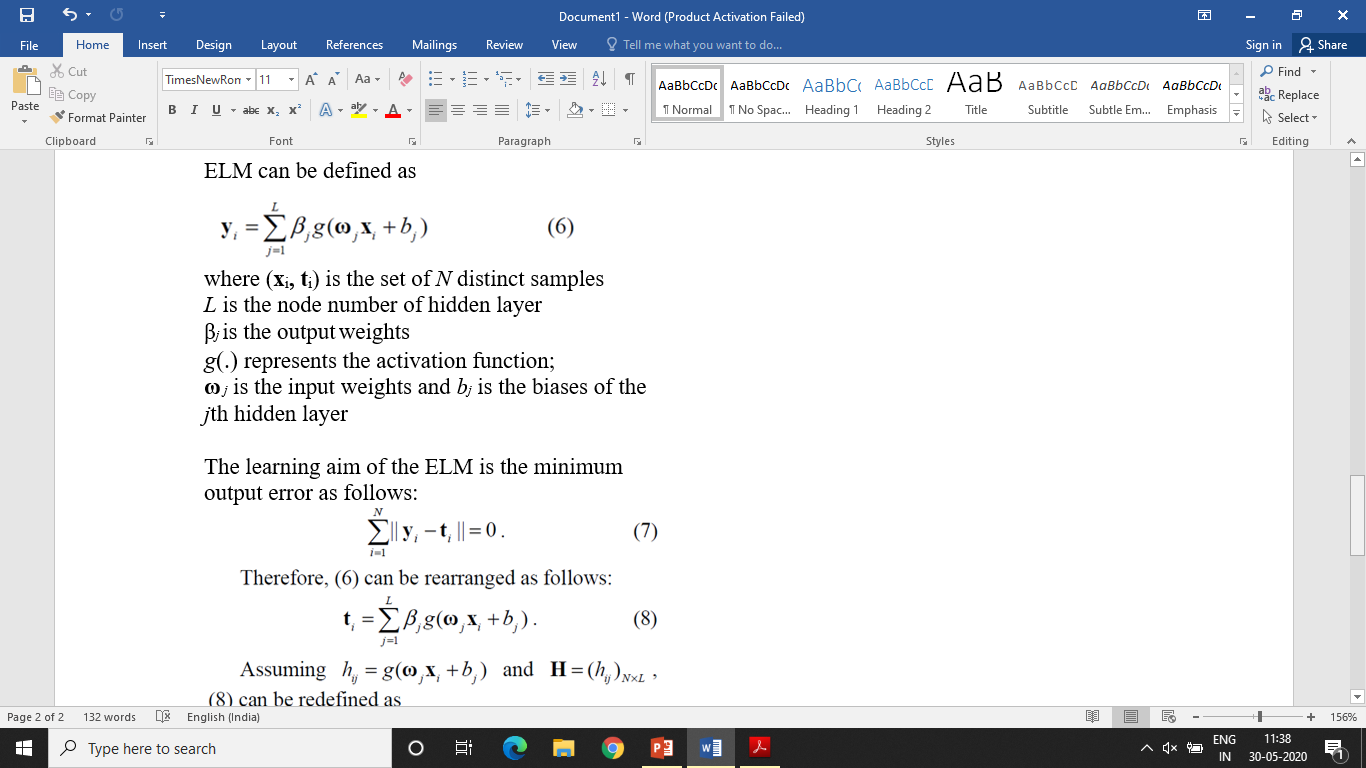 Document1 - Word (Product Activation Failed)
File Home Insert Design Layout References Mailings Review View Tell me what you want to do... Sign in Share
Paste
Cut
Copy
Format Painter
Clipboard
TimesNewRon 11
Font
Paragraph
AaBbCcDc AaBbCcDc AaBbCc AaBbCcD AaB AaBbCcD AaBbCcDc AaBbCcDc
¶ Normal ¶ No Spac... Heading 1 Heading 2 Title Subtitle Subtle Em... Emphasis
Styles
Find
Replace
Select
Editing
ELM can be defined as
y_i = ∑_{j=1}^{L} β_j g(ω_j x_i + b_j) (6)
where (x_i, t_i) is the set of N distinct samples
L is the node number of hidden layer
β_j is the output weights
g(.) represents the activation function;
ω_j is the input weights and b_j is the biases of the
jth hidden layer
The learning aim of the ELM is the minimum
output error as follows:
∑_{i=1}^{N} || y_i − t_i || = 0 . (7)
Therefore, (6) can be rearranged as follows:
t_i = ∑_{j=1}^{L} β_j g(ω_j x_i + b_j) . (8)
Assuming h_{ij} = g(ω_j x_i + b_j) and H = (h_{ij})_{N×L} ,
(8) can be redefined as
Page 2 of 2 132 words English (India) 156%
Type here to search
ENG
IN
11:38
30-05-2020
1